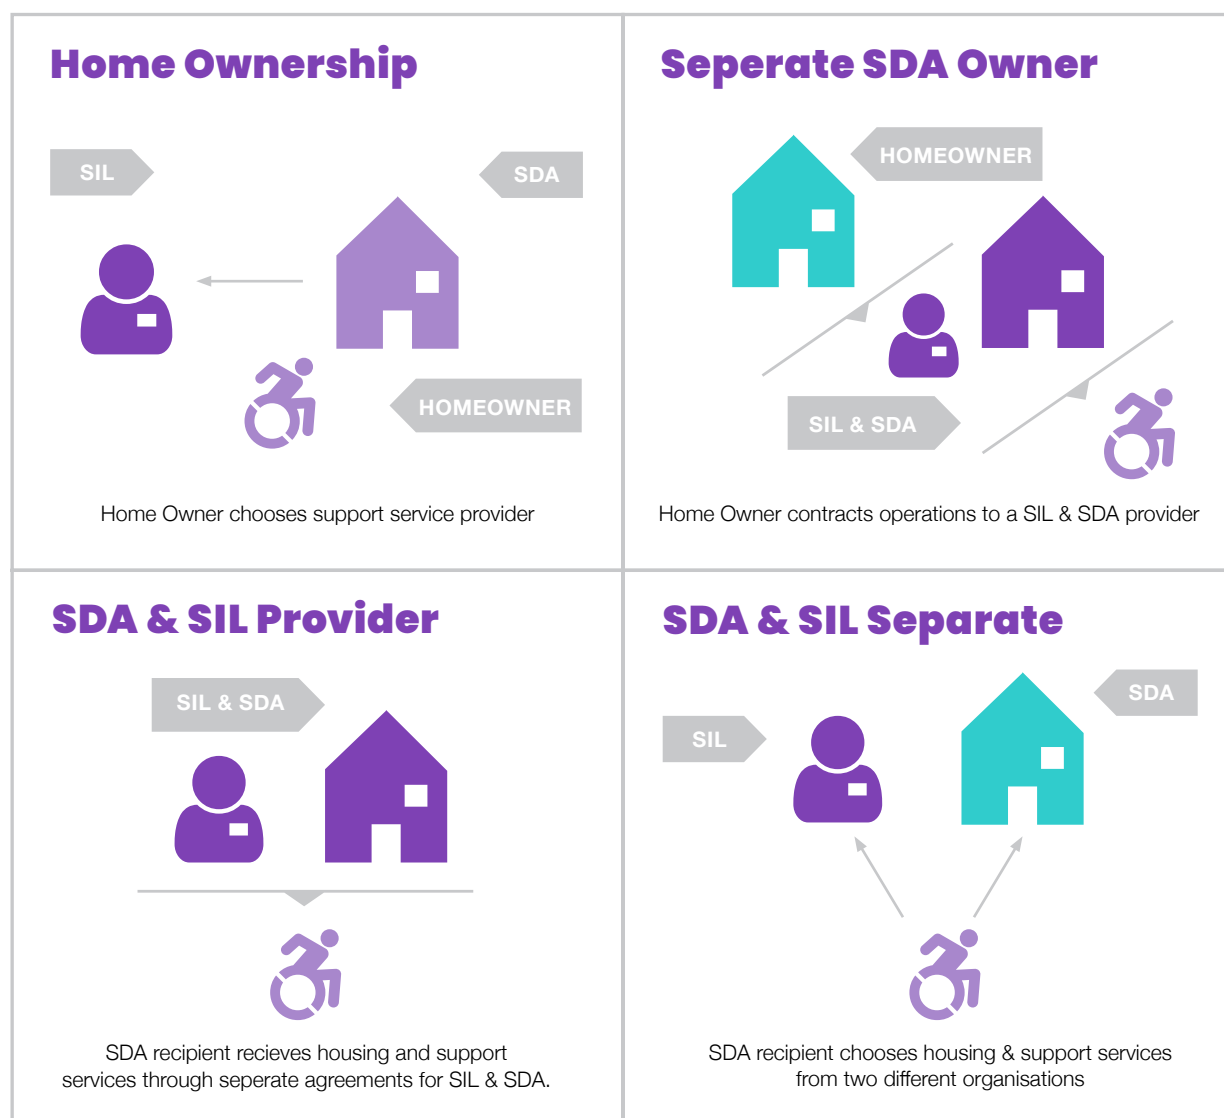 Home Ownership
SIL
SDA
HOMEOWNER
Home Owner chooses support service provider
Seperate SDA Owner
HOMEOWNER
SIL & SDA
Home Owner contracts operations to a SIL & SDA provider
SDA & SIL Provider
SIL & SDA
SDA recipient recieves housing and support
services through seperate agreements for SIL & SDA.
SDA & SIL Separate
SDA
SIL
SDA recipient chooses housing & support services
from two different organisations